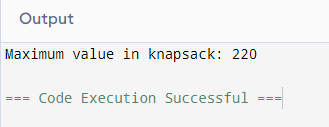 Output
Maximum value in knapsack: 220
=== Code Execution Successful ===